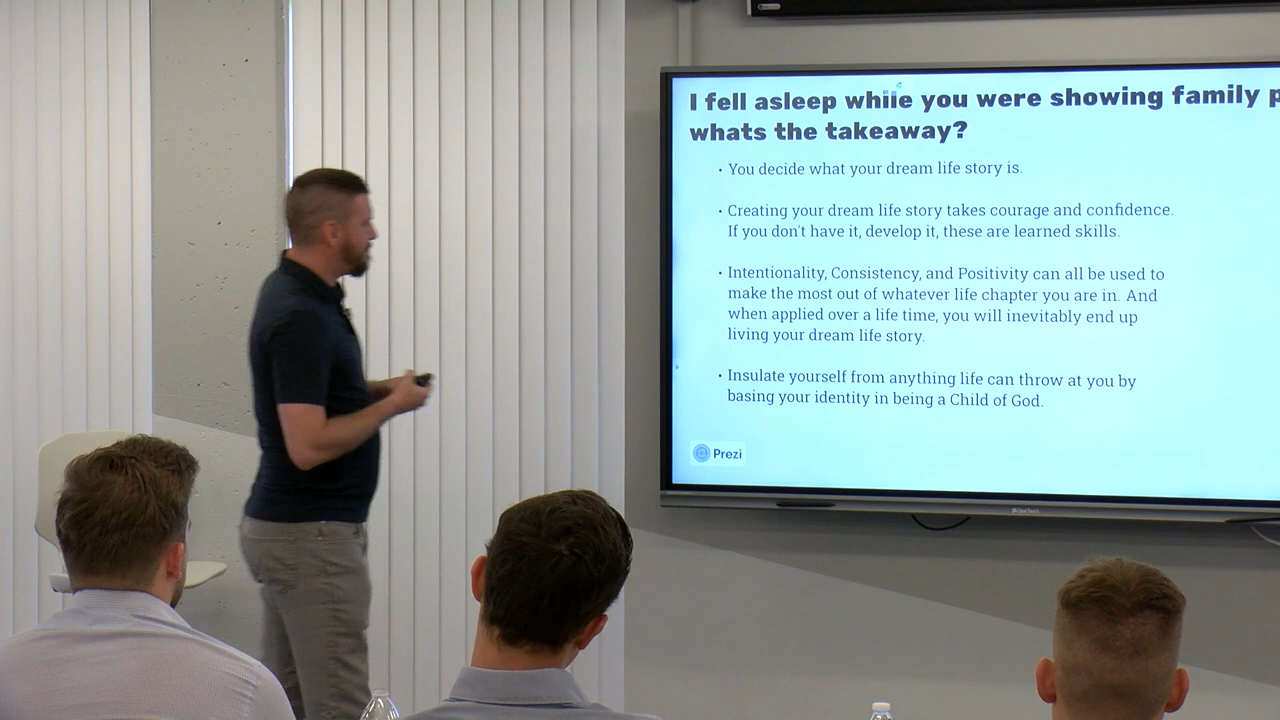 I fell asleep while you were showing family p
whats the takeaway?
• You decide what your dream life story is.
• Creating your dream life story takes courage and confidence.
If you don't have it, develop it, these are learned skills.
• Intentionality, Consistency, and Positivity can all be used to
make the most out of whatever life chapter you are in. And
when applied over a life time, you will inevitably end up
living your dream life story.
• Insulate yourself from anything life can throw at you by
basing your identity in being a Child of God.
Prezi
ClearTouch